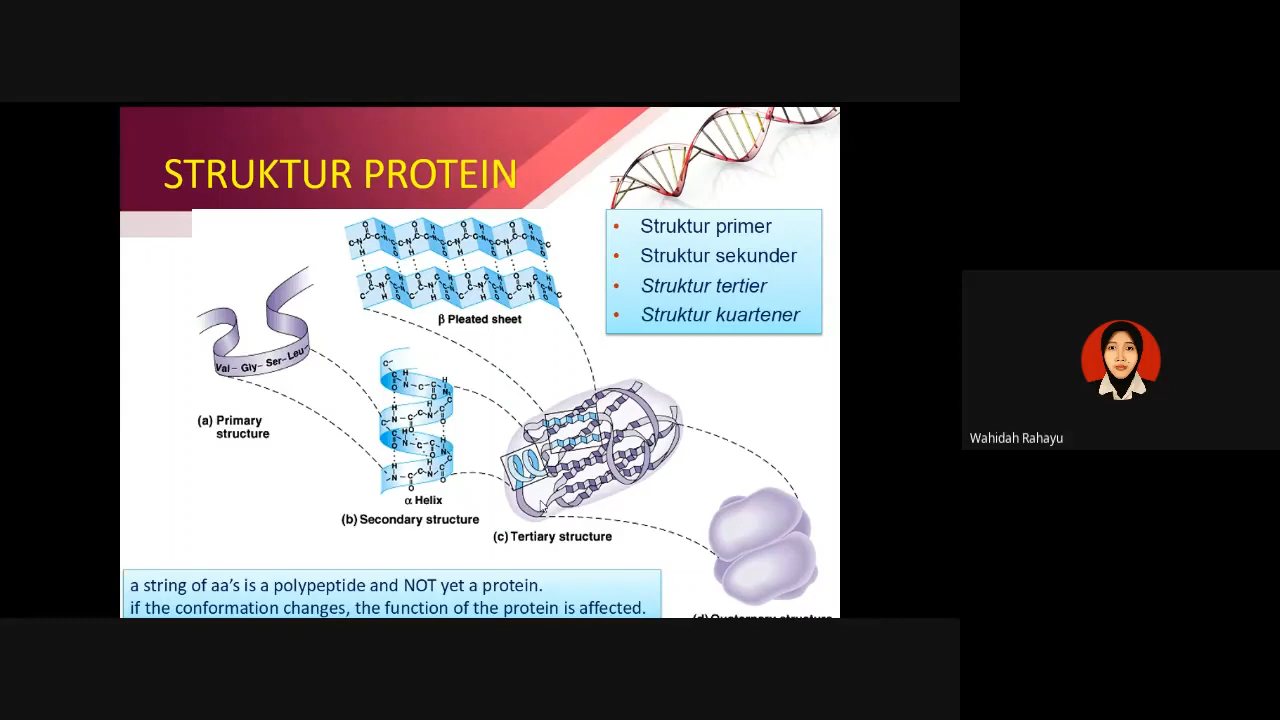 STRUKTUR PROTEIN
• Struktur primer
• Struktur sekunder
• Struktur tertier
• Struktur kuartener
β Pleated sheet
Val– Gly– Ser– Leu
(a) Primary
structure
α Helix
(b) Secondary structure
(c) Tertiary structure
(d) Quaternary structure
a string of aa's is a polypeptide and NOT yet a protein.
if the conformation changes, the function of the protein is affected.
Wahidah Rahayu